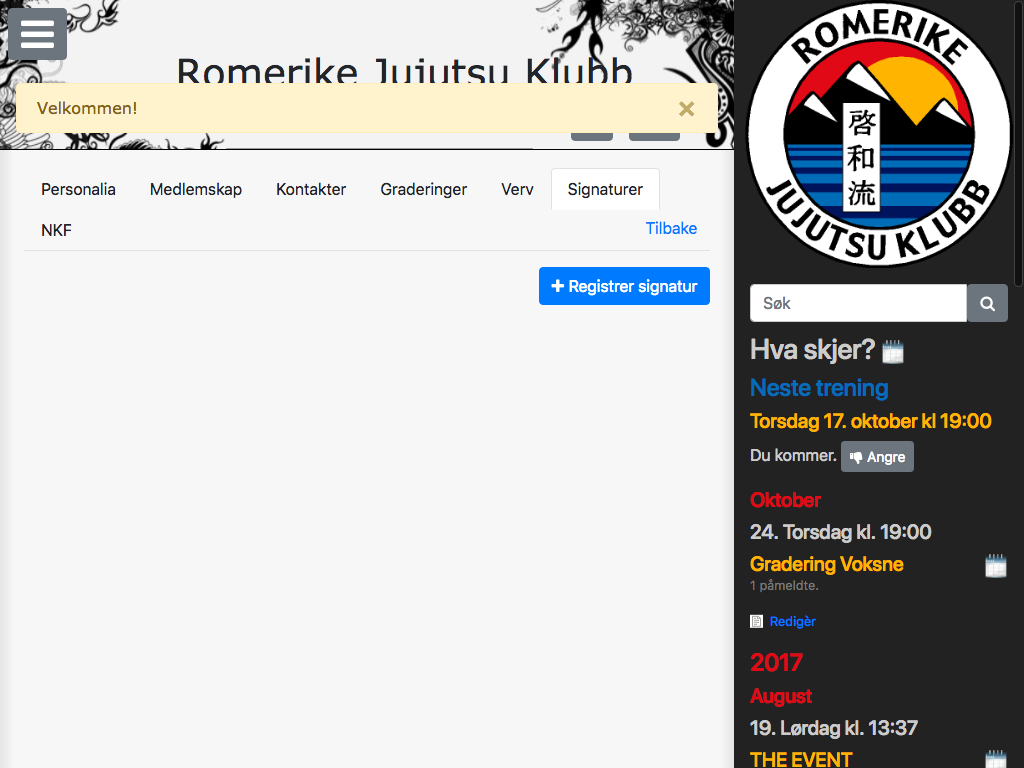 Romerike Jujutsu Klubb
Velkommen!
×
Personalia
Medlemskap
Kontakter
Graderinger
Verv
Signaturer
NKF
Tilbake
Registrer signatur
ROMERIKE
啓和流
JUJUTSU KLUBB
Søk
Hva skjer?
Neste trening
Torsdag 17. oktober kl 19:00
Du kommer. Angre
Oktober
24. Torsdag kl. 19:00
Gradering Voksne
1 påmeldte.
Redigèr
2017
August
19. Lørdag kl. 13:37
THE EVENT